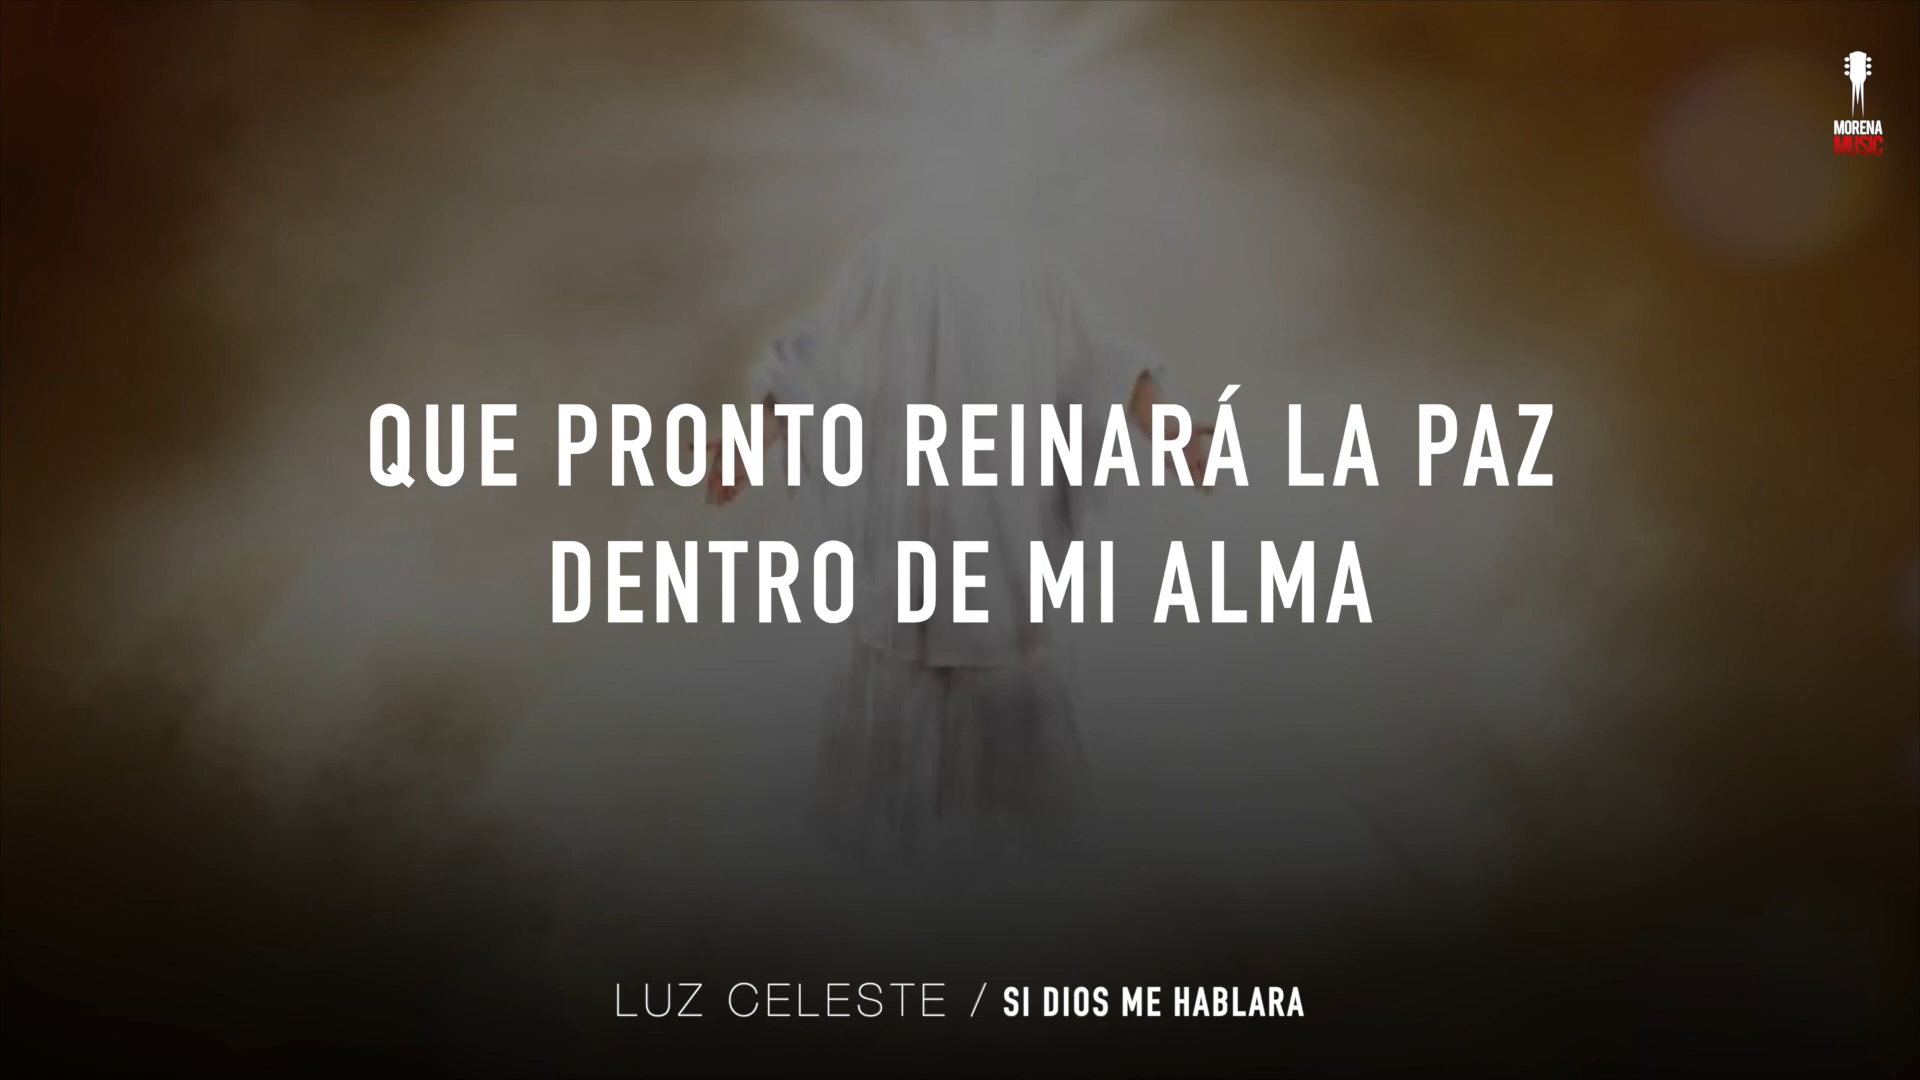 MORENA
MUSIC
QUE PRONTO REINARÁ LA PAZ
DENTRO DE MI ALMA
LUZ CELESTE / SI DIOS ME HABLARA